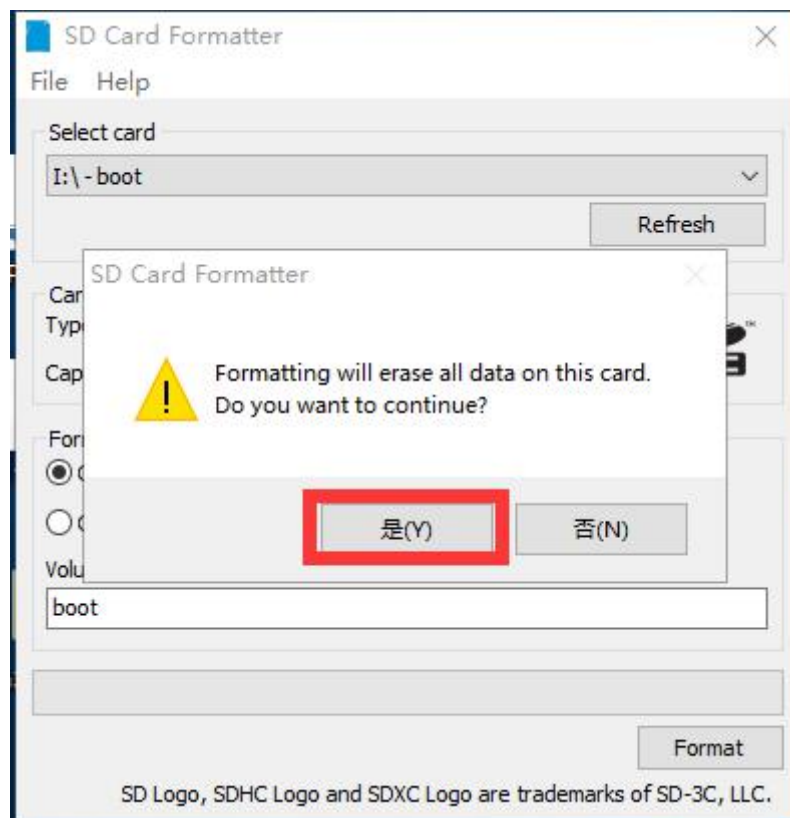 SD Card Formatter
File Help
Select card
I:\ - boot
Refresh
SD Card Formatter
Formatting will erase all data on this card.
Do you want to continue?
是(Y) 否(N)
boot
Format
SD Logo, SDHC Logo and SDXC Logo are trademarks of SD-3C, LLC.